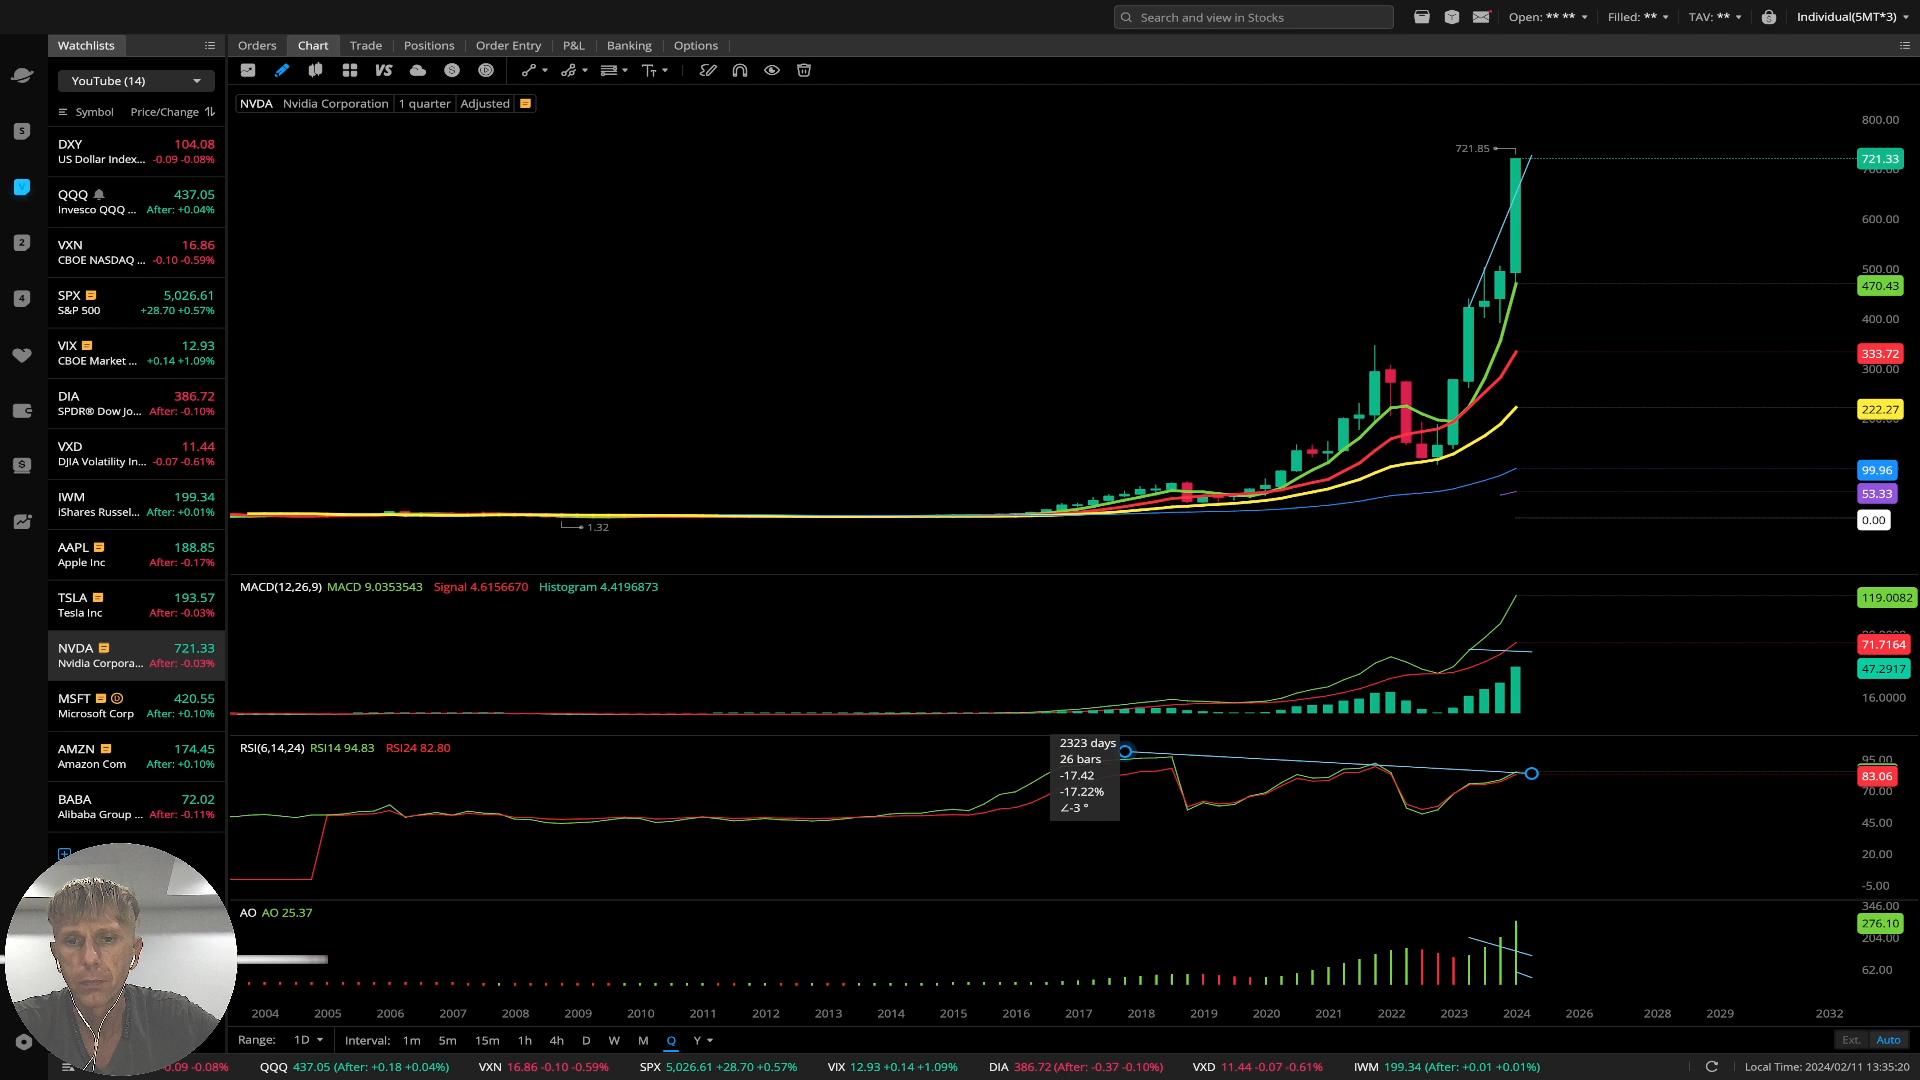 Search and view in Stocks
Open: ** **
Filled: **
TAV: **
Individual(5MT*3)
Watchlists
Orders
Chart
Trade
Positions
Order Entry
P&L
Banking
Options
YouTube (14)
VS
Symbol
Price/Change
NVDA
Nvidia Corporation
1 quarter
Adjusted
DXY 104.08
US Dollar Index... -0.09 -0.08%
QQQ 437.05
Invesco QQQ ... After: +0.04%
VXN 16.86
CBOE NASDAQ ... -0.10 -0.59%
SPX 5,026.61
S&P 500 +28.70 +0.57%
VIX 12.93
CBOE Market ... +0.14 +1.09%
DIA 386.72
SPDR® Dow Jo... After: -0.10%
VXD 11.44
DJIA Volatility In... -0.07 -0.61%
IWM 199.34
iShares Russel... After: +0.01%
AAPL 188.85
Apple Inc After: -0.17%
TSLA 193.57
Tesla Inc After: -0.03%
NVDA 721.33
Nvidia Corpora... After: -0.03%
MSFT 420.55
Microsoft Corp After: +0.10%
AMZN 174.45
Amazon Com After: +0.10%
BABA 72.02
Alibaba Group ... After: -0.11%
721.85
1.32
800.00
721.33
600.00
500.00
470.43
400.00
333.72
300.00
222.27
99.96
53.33
0.00
MACD(12,26,9) MACD 9.0353543 Signal 4.6156670 Histogram 4.4196873
119.0082
71.7164
47.2917
16.0000
RSI(6,14,24) RSI14 94.83 RSI24 82.80
2323 days
26 bars
-17.42
-17.22%
∠-3 °
95.00
83.06
70.00
45.00
20.00
-5.00
AO AO 25.37
346.00
276.10
204.00
62.00
2004 2005 2006 2007 2008 2009 2010 2011 2012 2013 2014 2015 2016 2017 2018 2019 2020 2021 2022 2023 2024 2026 2028 2029 2032
Range: 1D Interval: 1m 5m 15m 1h 4h D W M Q Y
Ext. Auto
0.09 -0.08%
QQQ 437.05 (After: +0.18 +0.04%)
VXN 16.86 -0.10 -0.59%
SPX 5,026.61 +28.70 +0.57%
VIX 12.93 +0.14 +1.09%
DIA 386.72 (After: -0.37 -0.10%)
VXD 11.44 -0.07 -0.61%
IWM 199.34 (After: +0.01 +0.01%)
Local Time: 2024/02/11 13:35:20